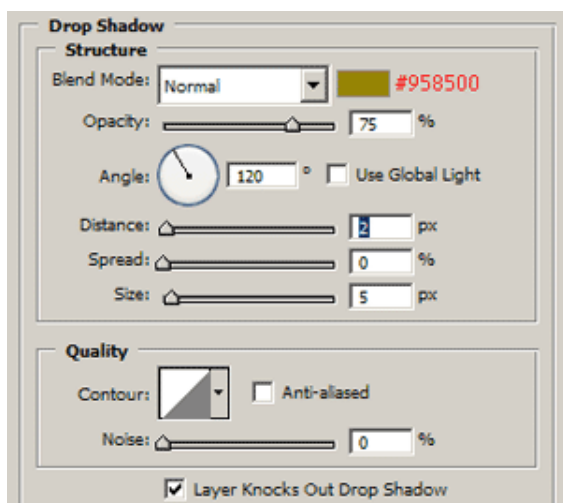 Drop Shadow
Structure
Blend Mode: Normal #958500
Opacity: 75 %
Angle: 120 ° Use Global Light
Distance: 2 px
Spread: 0 %
Size: 5 px
Quality
Contour: Anti-aliased
Noise: 0 %
Layer Knocks Out Drop Shadow